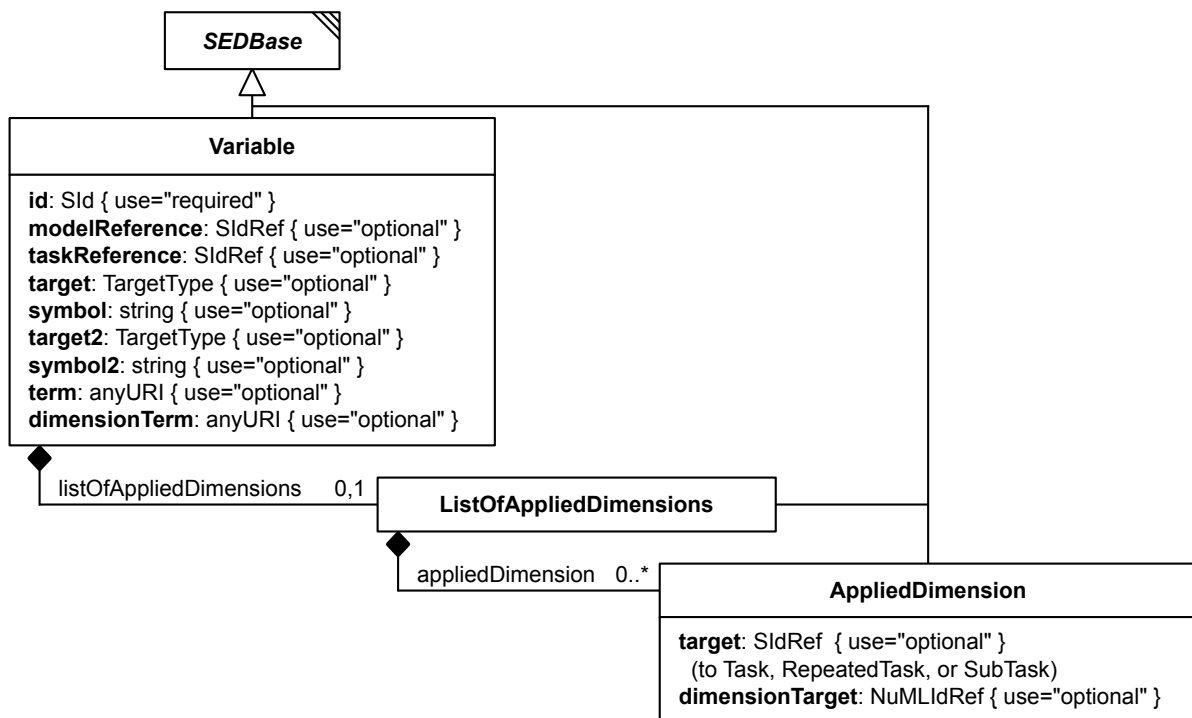 SEDBase
Variable
id: SId { use="required" }
modelReference: SIdRef { use="optional" }
taskReference: SIdRef { use="optional" }
target: TargetType { use="optional" }
symbol: string { use="optional" }
target2: TargetType { use="optional" }
symbol2: string { use="optional" }
term: anyURI { use="optional" }
dimensionTerm: anyURI { use="optional" }
listOfAppliedDimensions 0,1
ListOfAppliedDimensions
appliedDimension 0..*
AppliedDimension
target: SIdRef { use="optional" }
(to Task, RepeatedTask, or SubTask)
dimensionTarget: NuMLIdRef { use="optional" }